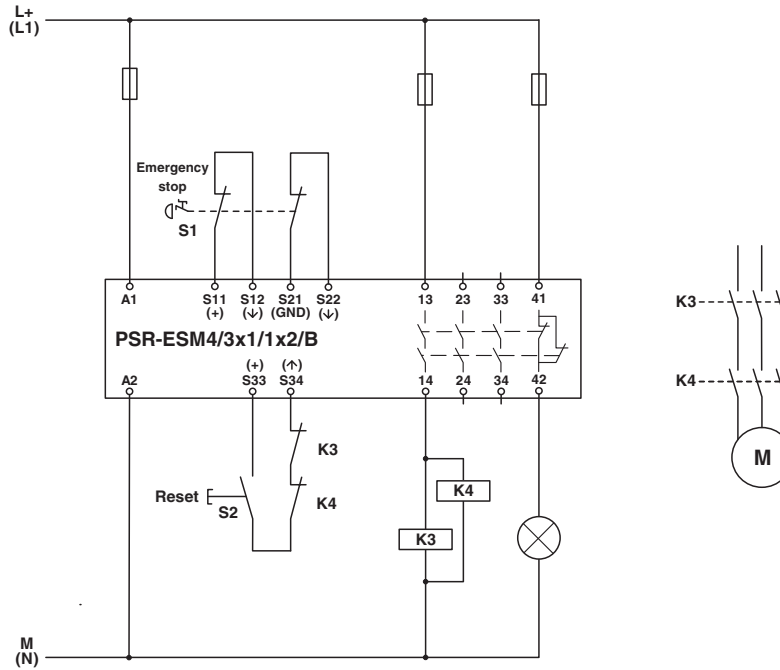 L+
(L1)
Emergency
stop
S1
A1
S11
(+)
S12
(↓)
S21
(GND)
S22
(↓)
13
23
33
41
PSR-ESM4/3x1/1x2/B
A2
(+)
S33
(↑)
S34
14
24
34
42
K3
K4
Reset
S2
K3
K4
K3
K4
M
M
(N)